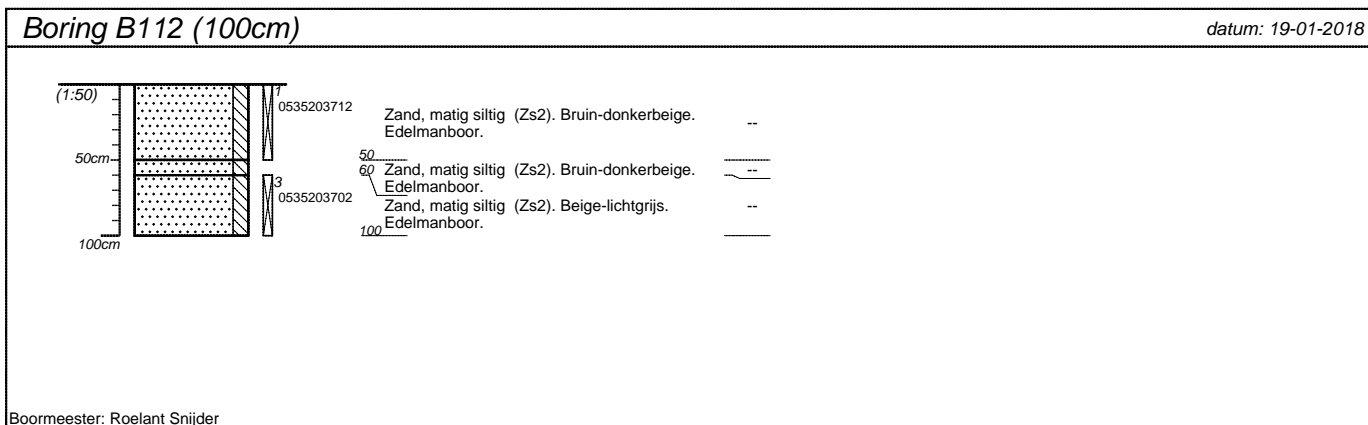 Boring B112 (100cm)
datum: 19-01-2018
(1:50)
1
0535203712
Zand, matig siltig (Zs2). Bruin-donkerbeige.
Edelmanboor.
--
50cm
50
60
Zand, matig siltig (Zs2). Bruin-donkerbeige.
Edelmanboor.
--
3
0535203702
Zand, matig siltig (Zs2). Beige-lichtgrijs.
Edelmanboor.
--
100
100cm
Boormeester: Roelant Snijder